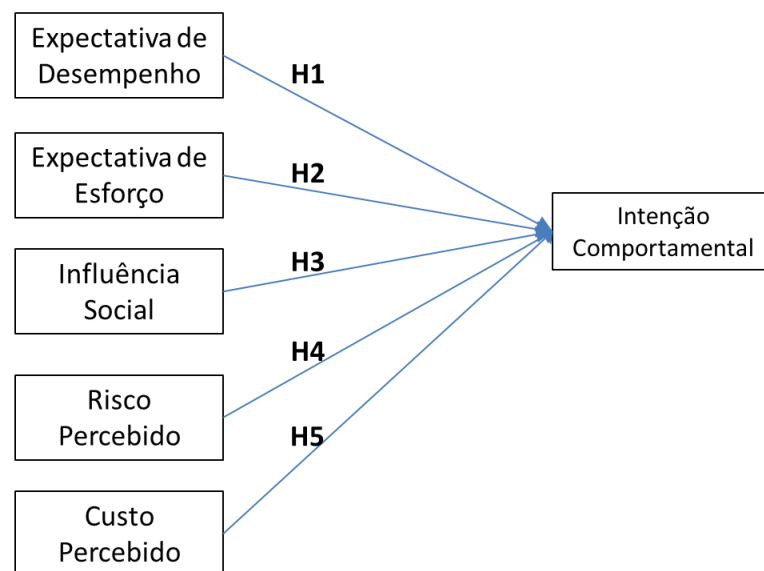 Expectativa de
Desempenho
H1
Expectativa de
Esforço
H2
Intenção
Comportamental
Influência
Social
H3
Risco
Percebido
H4
H5
Custo
Percebido